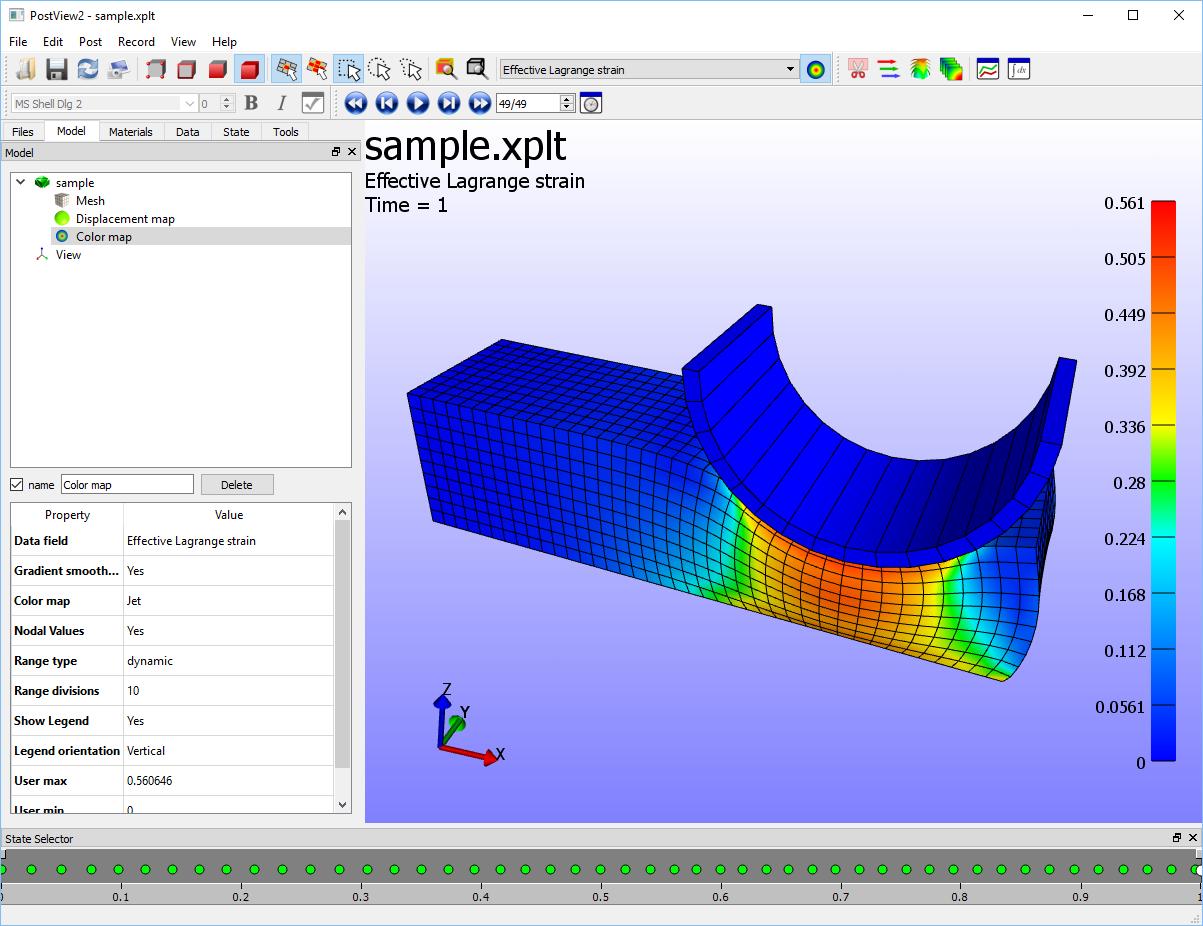 PostView2 - sample.xplt
File Edit Post Record View Help
Effective Lagrange strain
MS Shell Dlg 2 0 B I 49/49
Files Model Materials Data State Tools
Model
sample
Mesh
Displacement map
Color map
View
name Color map Delete
Property Value
Data field Effective Lagrange strain
Gradient smooth... Yes
Color map Jet
Nodal Values Yes
Range type dynamic
Range divisions 10
Show Legend Yes
Legend orientation Vertical
User max 0.560646
User min 0
sample.xplt
Effective Lagrange strain
Time = 1
0.561
0.505
0.449
0.392
0.336
0.28
0.224
0.168
0.112
0.0561
0
Z
Y
X
State Selector
0 0.1 0.2 0.3 0.4 0.5 0.6 0.7 0.8 0.9 1